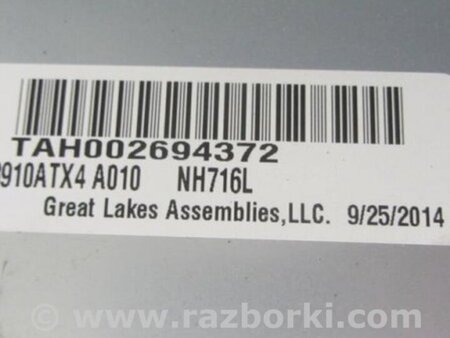 TAH002694372
910ATX4 A010 NH716L
Great Lakes Assemblies,LLC. 9/25/2014
© www.razborki.com